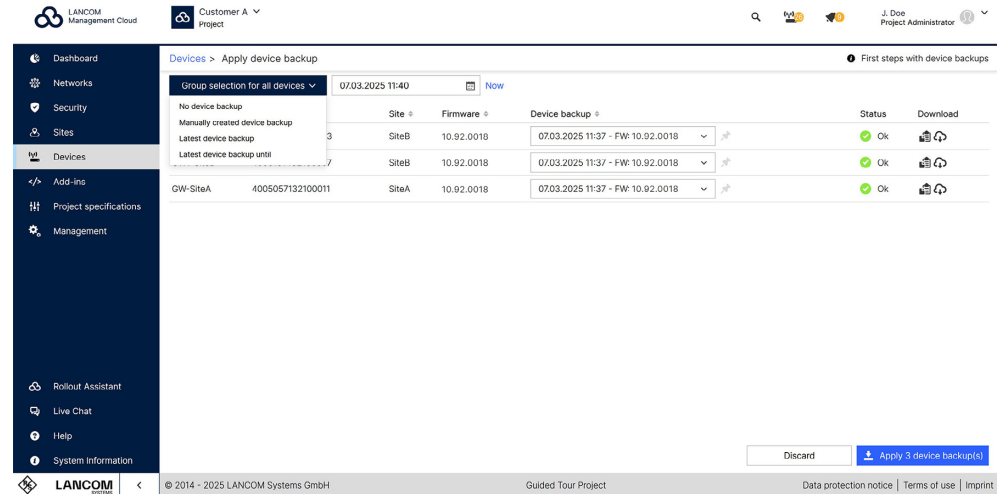 LANCOM
Management Cloud
Customer A
Project
J. Doe
Project Administrator
Dashboard
Networks
Security
Sites
Devices
Add-ins
Project specifications
Management
Rollout Assistant
Live Chat
Help
System Information
LANCOM
SYSTEMS
Devices > Apply device backup
First steps with device backups
Group selection for all devices
07.03.2025 11:40
Now
No device backup
Manually created device backup
Latest device backup
Latest device backup until
Site Firmware Device backup Status Download
3 SiteB 10.92.0018 07.03.2025 11:37 - FW: 10.92.0018 Ok
7 SiteB 10.92.0018 07.03.2025 11:37 - FW: 10.92.0018 Ok
GW-SiteA 4005057132100011 SiteA 10.92.0018 07.03.2025 11:37 - FW: 10.92.0018 Ok
Discard
Apply 3 device backup(s)
© 2014 - 2025 LANCOM Systems GmbH
Guided Tour Project
Data protection notice | Terms of use | Imprint